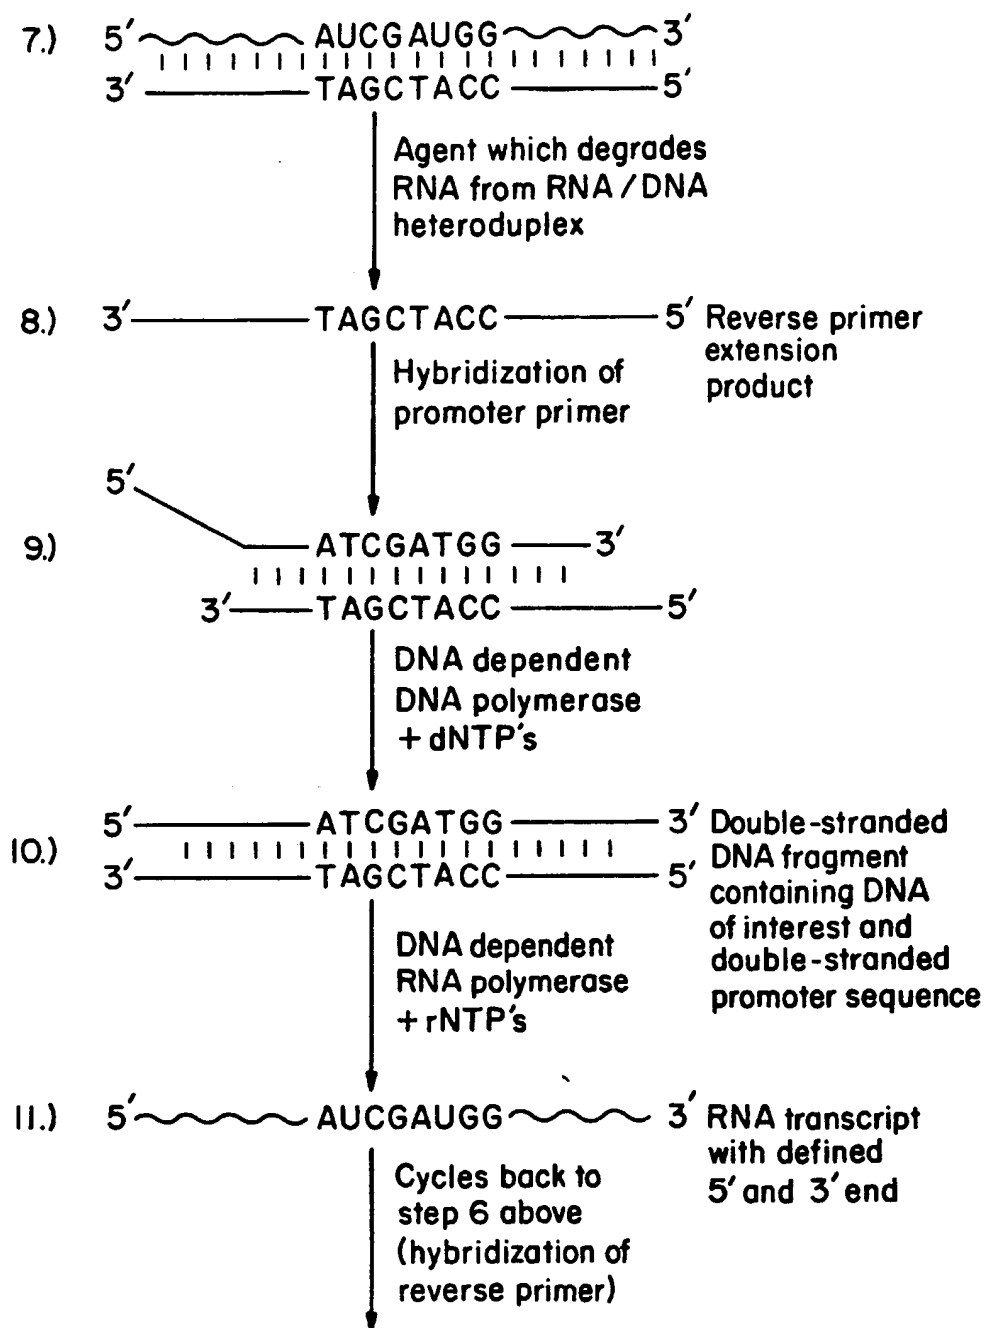 7.) 5′ AUCGAUGG 3′
3′ TAGCTACC 5′
Agent which degrades
RNA from RNA/DNA
heteroduplex
8.) 3′ TAGCTACC 5′ Reverse primer
extension
product
Hybridization of
promoter primer
5′
9.) ATCGATGG 3′
3′ TAGCTACC 5′
DNA dependent
DNA polymerase
+ dNTP's
10.) 5′ ATCGATGG 3′ Double-stranded
3′ TAGCTACC 5′ DNA fragment
containing DNA
of interest and
double-stranded
promoter sequence
DNA dependent
RNA polymerase
+ rNTP's
11.) 5′ AUCGAUGG 3′ RNA transcript
with defined
5′ and 3′ end
Cycles back to
step 6 above
(hybridization of
reverse primer)